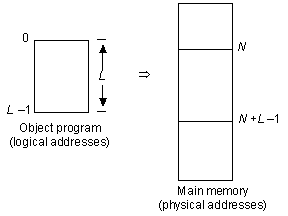 0
L
⇒
N
L –1
N +L –1
Object program
(logical addresses)
Main memory
(physical addresses)